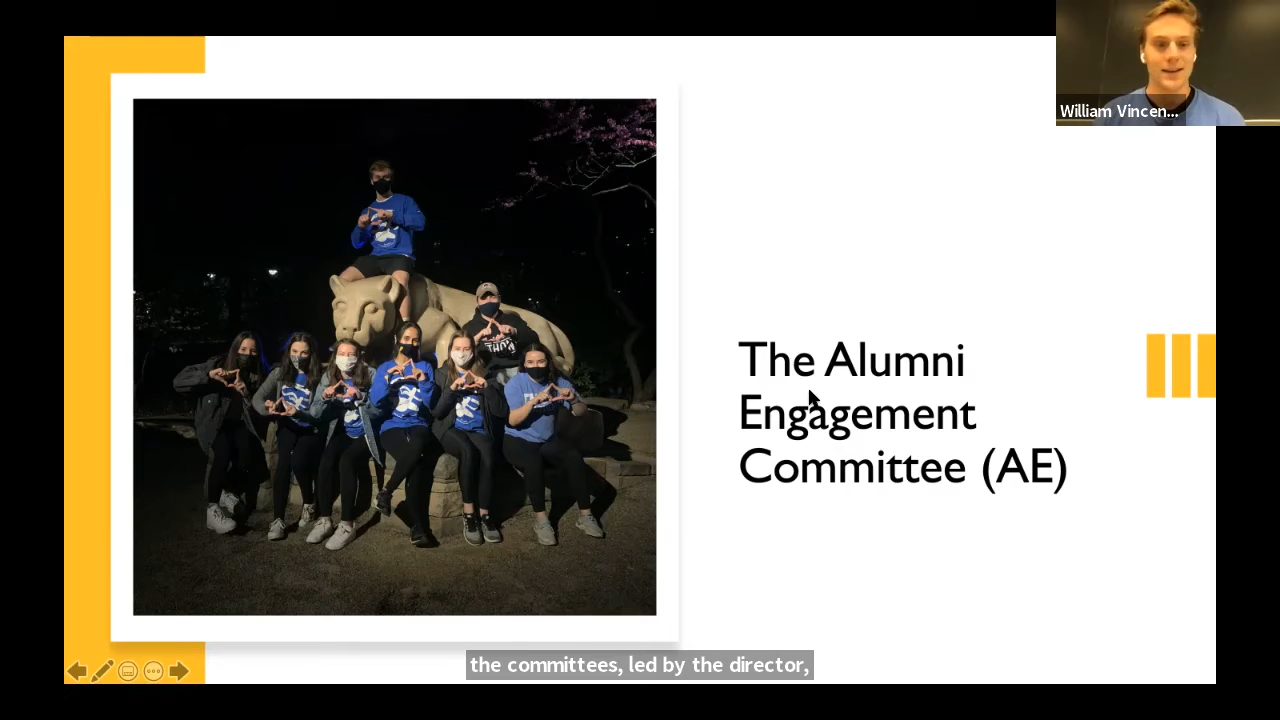 William Vincen...
The Alumni
Engagement
Committee (AE)
the committees, led by the director,